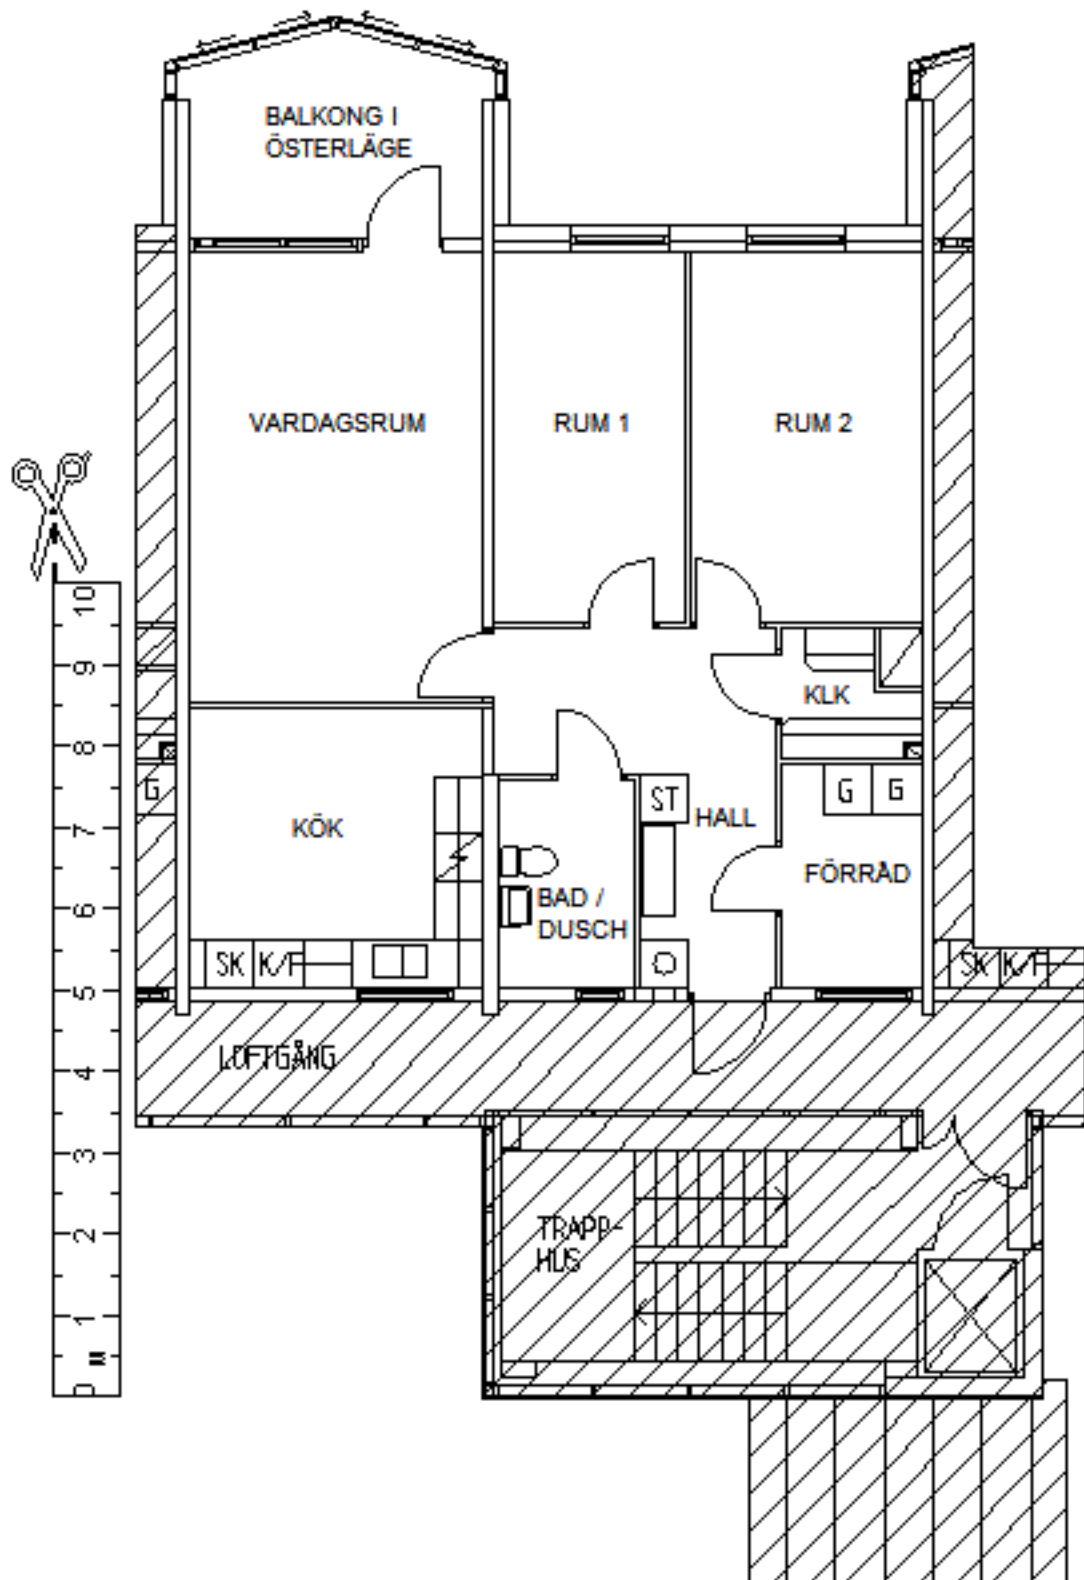 BALKONG I
ÖSTERLÄGE
VARDAGSRUM
RUM 1
RUM 2
KLK
G
KÖK
ST
HALL
G
G
FÖRRÅD
BAD /
DUSCH
SK
K/F
SK
K/F
LOFTGÅNG
TRAPP-
HUS
10
9
8
7
6
5
4
3
2
1
M
0